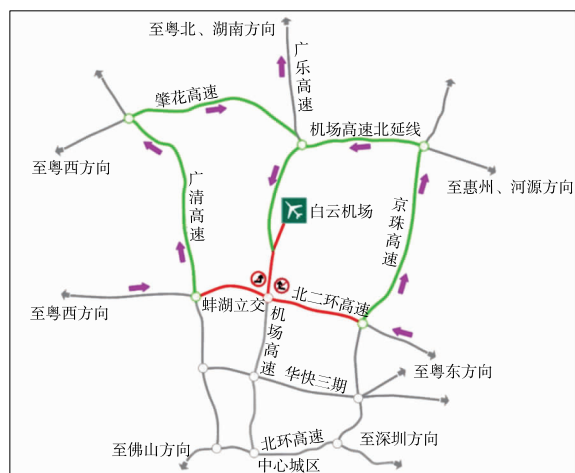 至粤北、湖南方向
广乐高速
肇花高速
机场高速北延线
至粤西方向
广清高速
至惠州、河源方向
京珠高速
白云机场
至粤西方向
蚌湖立交
北二环高速
机场高速
至粤东方向
华快三期
至佛山方向
北环高速
至深圳方向
中心城区